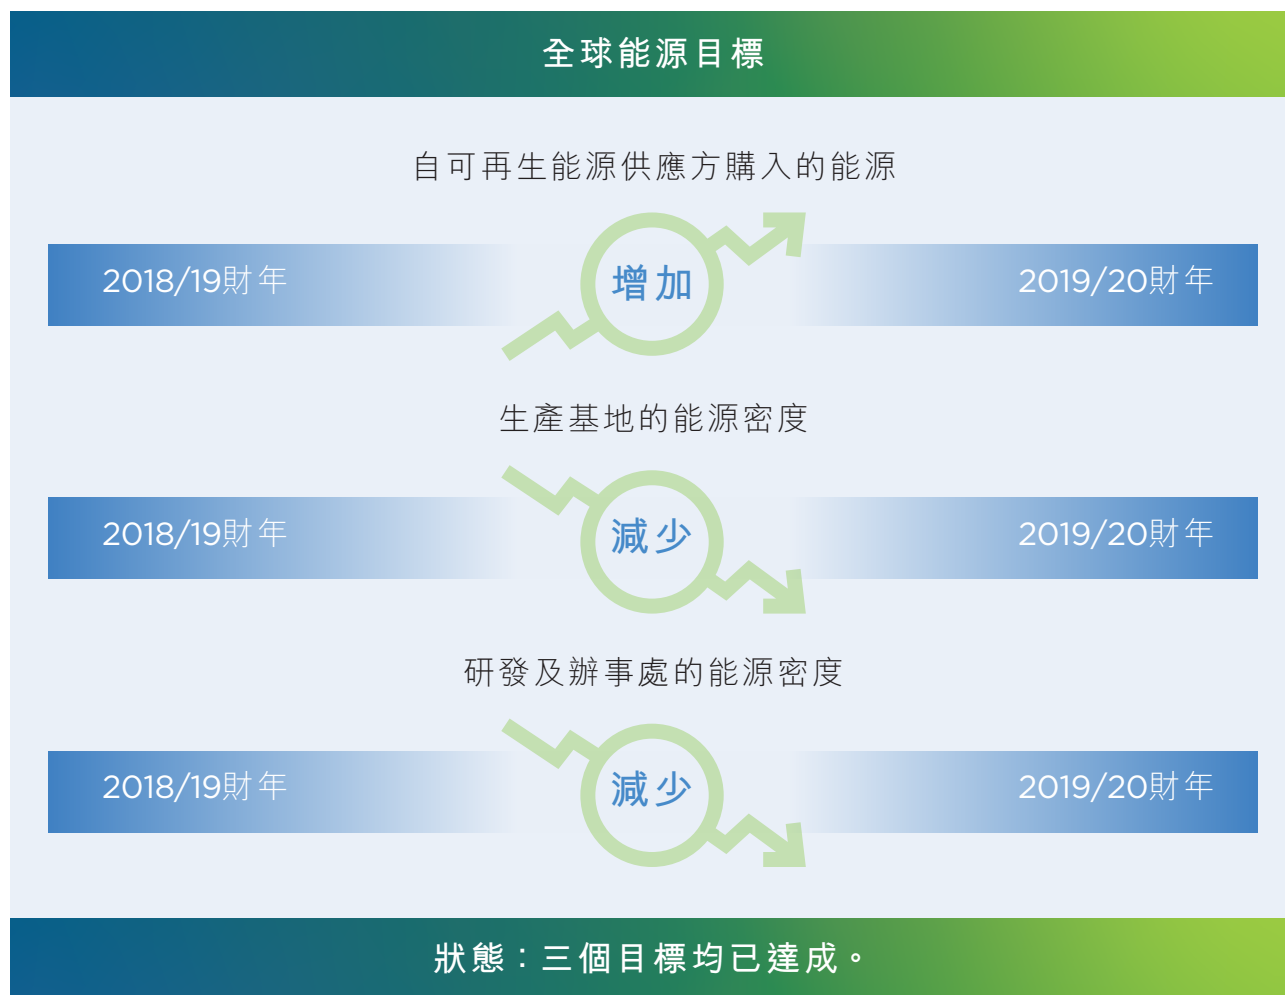 全球能源目標
自可再生能源供應方購入的能源
2018/19財年 增加 2019/20財年
生產基地的能源密度
2018/19財年 減少 2019/20財年
研發及辦事處的能源密度
2018/19財年 減少 2019/20財年
狀態：三個目標均已達成。